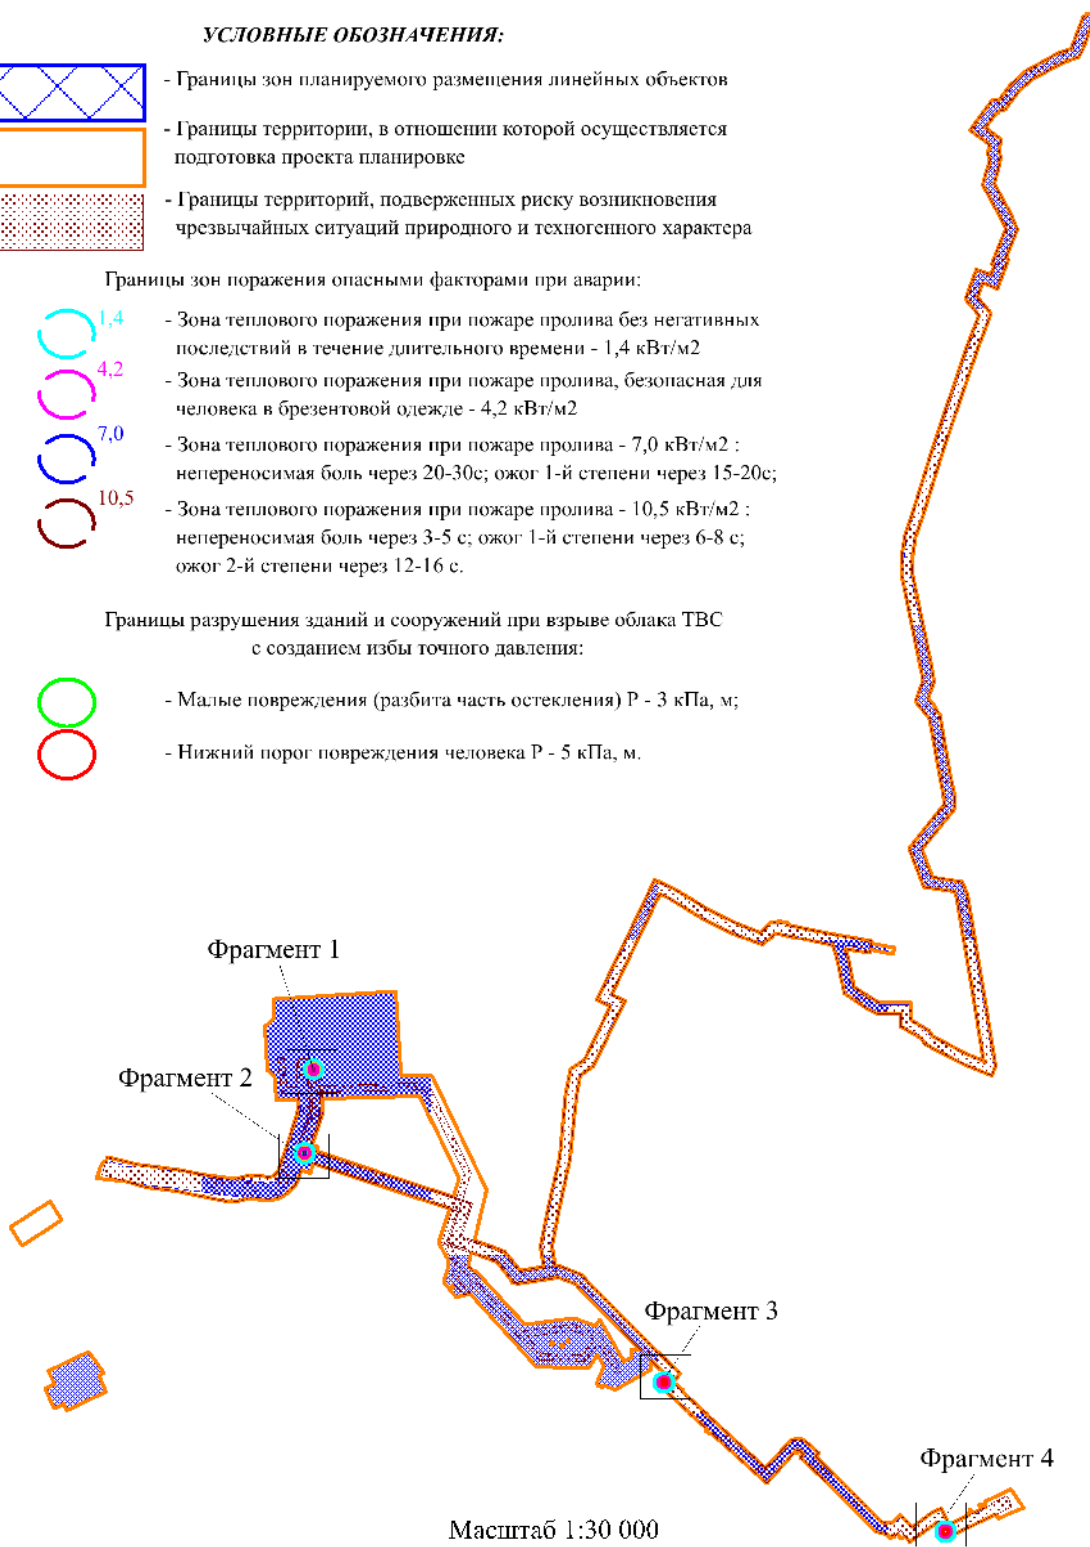 УСЛОВНЫЕ ОБОЗНАЧЕНИЯ:
- Границы зон планируемого размещения линейных объектов
- Границы территории, в отношении которой осуществляется
подготовка проекта планировке
- Границы территорий, подверженных риску возникновения
чрезвычайных ситуаций природного и техногенного характера
Границы зон поражения опасными факторами при аварии:
1,4
- Зона теплового поражения при пожаре пролива без негативных
последствий в течение длительного времени - 1,4 кВт/м2
4,2
- Зона теплового поражения при пожаре пролива, безопасная для
человека в брезентовой одежде - 4,2 кВт/м2
7,0
- Зона теплового поражения при пожаре пролива - 7,0 кВт/м2 :
непереносимая боль через 20-30с; ожог 1-й степени через 15-20с;
10,5
- Зона теплового поражения при пожаре пролива - 10,5 кВт/м2 :
непереносимая боль через 3-5 с; ожог 1-й степени через 6-8 с;
ожог 2-й степени через 12-16 с.
Границы разрушения зданий и сооружений при взрыве облака ТВС
с созданием избы точного давления:
- Малые повреждения (разбита часть остекления) Р - 3 кПа, м;
- Нижний порог повреждения человека Р - 5 кПа, м.
Фрагмент 1
Фрагмент 2
Фрагмент 3
Фрагмент 4
Масштаб 1:30 000